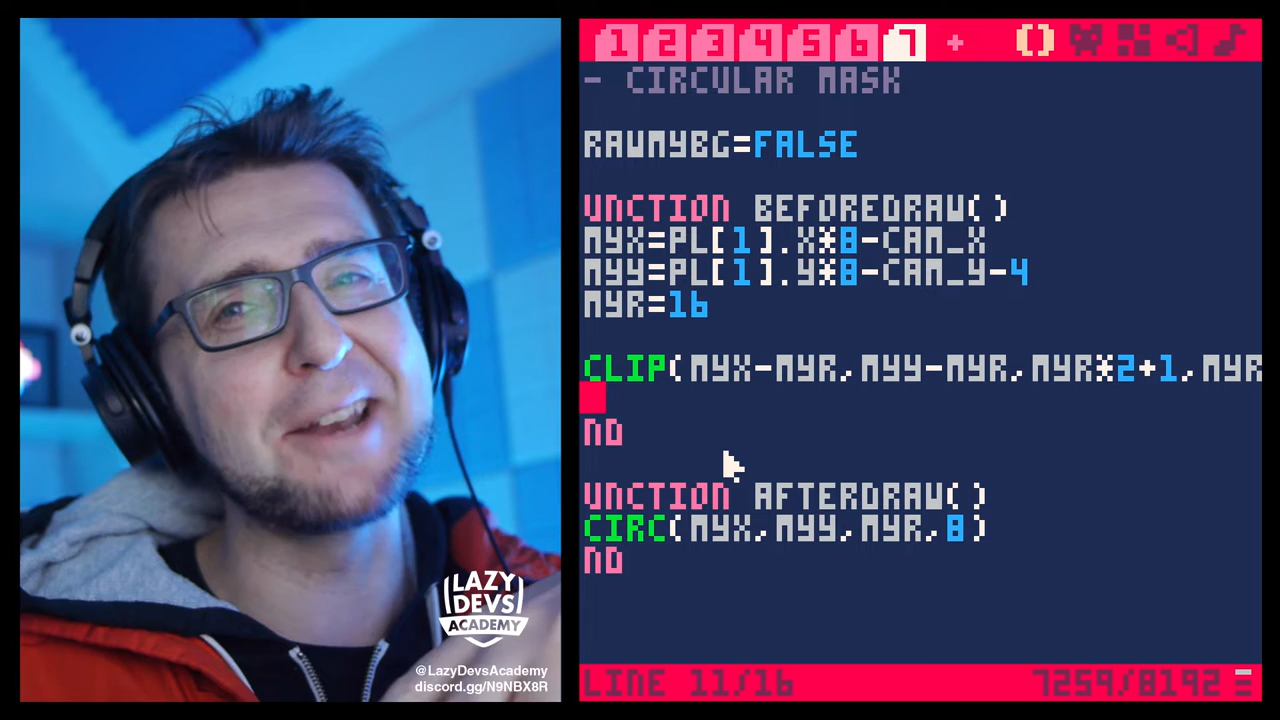 1 2 3 4 5 6 7 + ()
- CIRCULAR MASK
RAWMYBG=FALSE
UNCTION BEFOREDRAW()
MYX=PL[1].X*8-CAM_X
MYY=PL[1].Y*8-CAM_Y-4
MYR=16
CLIP(MYX-MYR,MYY-MYR,MYR*2+1,MYR
ND
UNCTION AFTERDRAW()
CIRC(MYX,MYY,MYR,8)
ND
LINE 11/16 7259/8192
LAZY
DEVS
ACADEMY
@LazyDevsAcademy
discord.gg/N9NBX8R